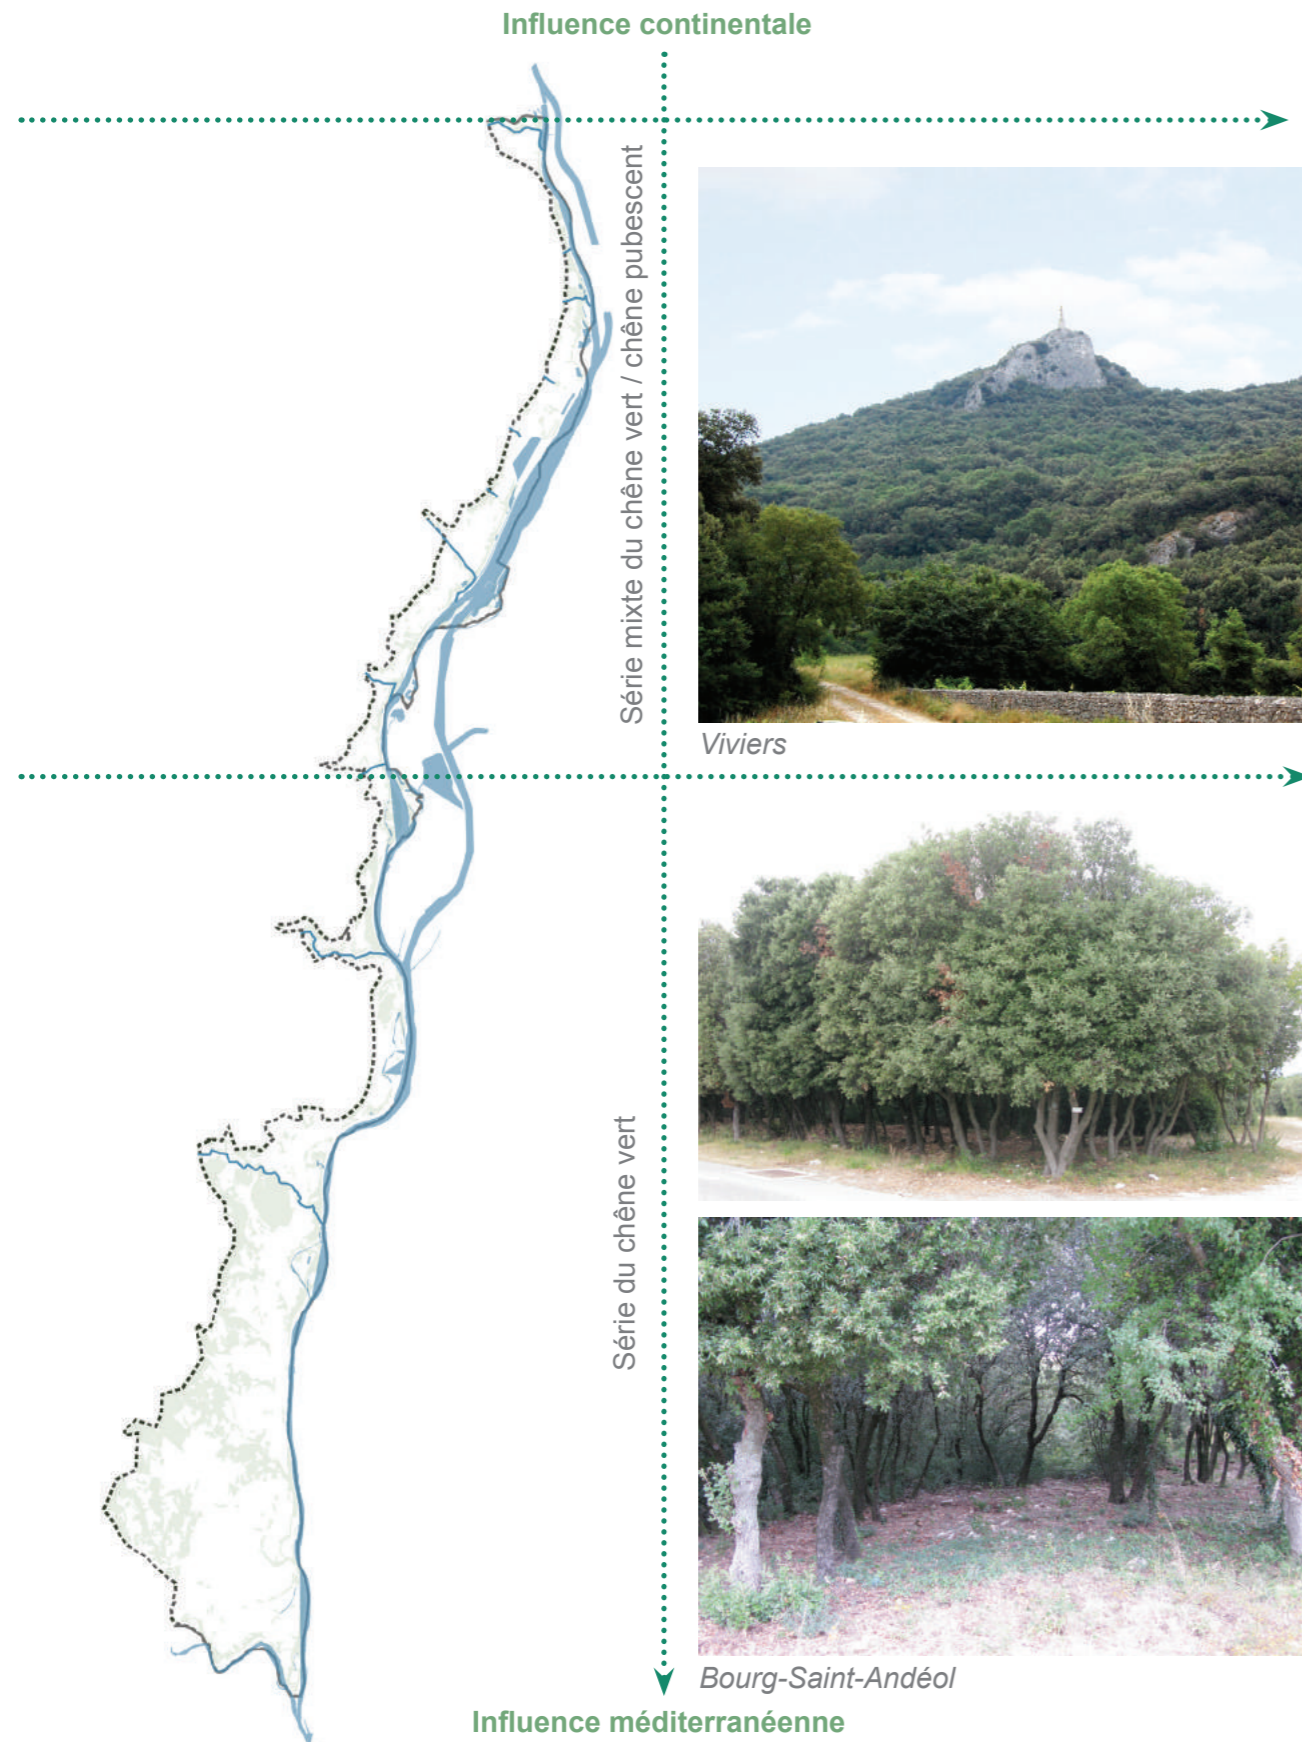 Influence continentale
Série mixte du chêne vert / chêne pubescent
Viviers
Série du chêne vert
Bourg-Saint-Andéol
Influence méditerranéenne